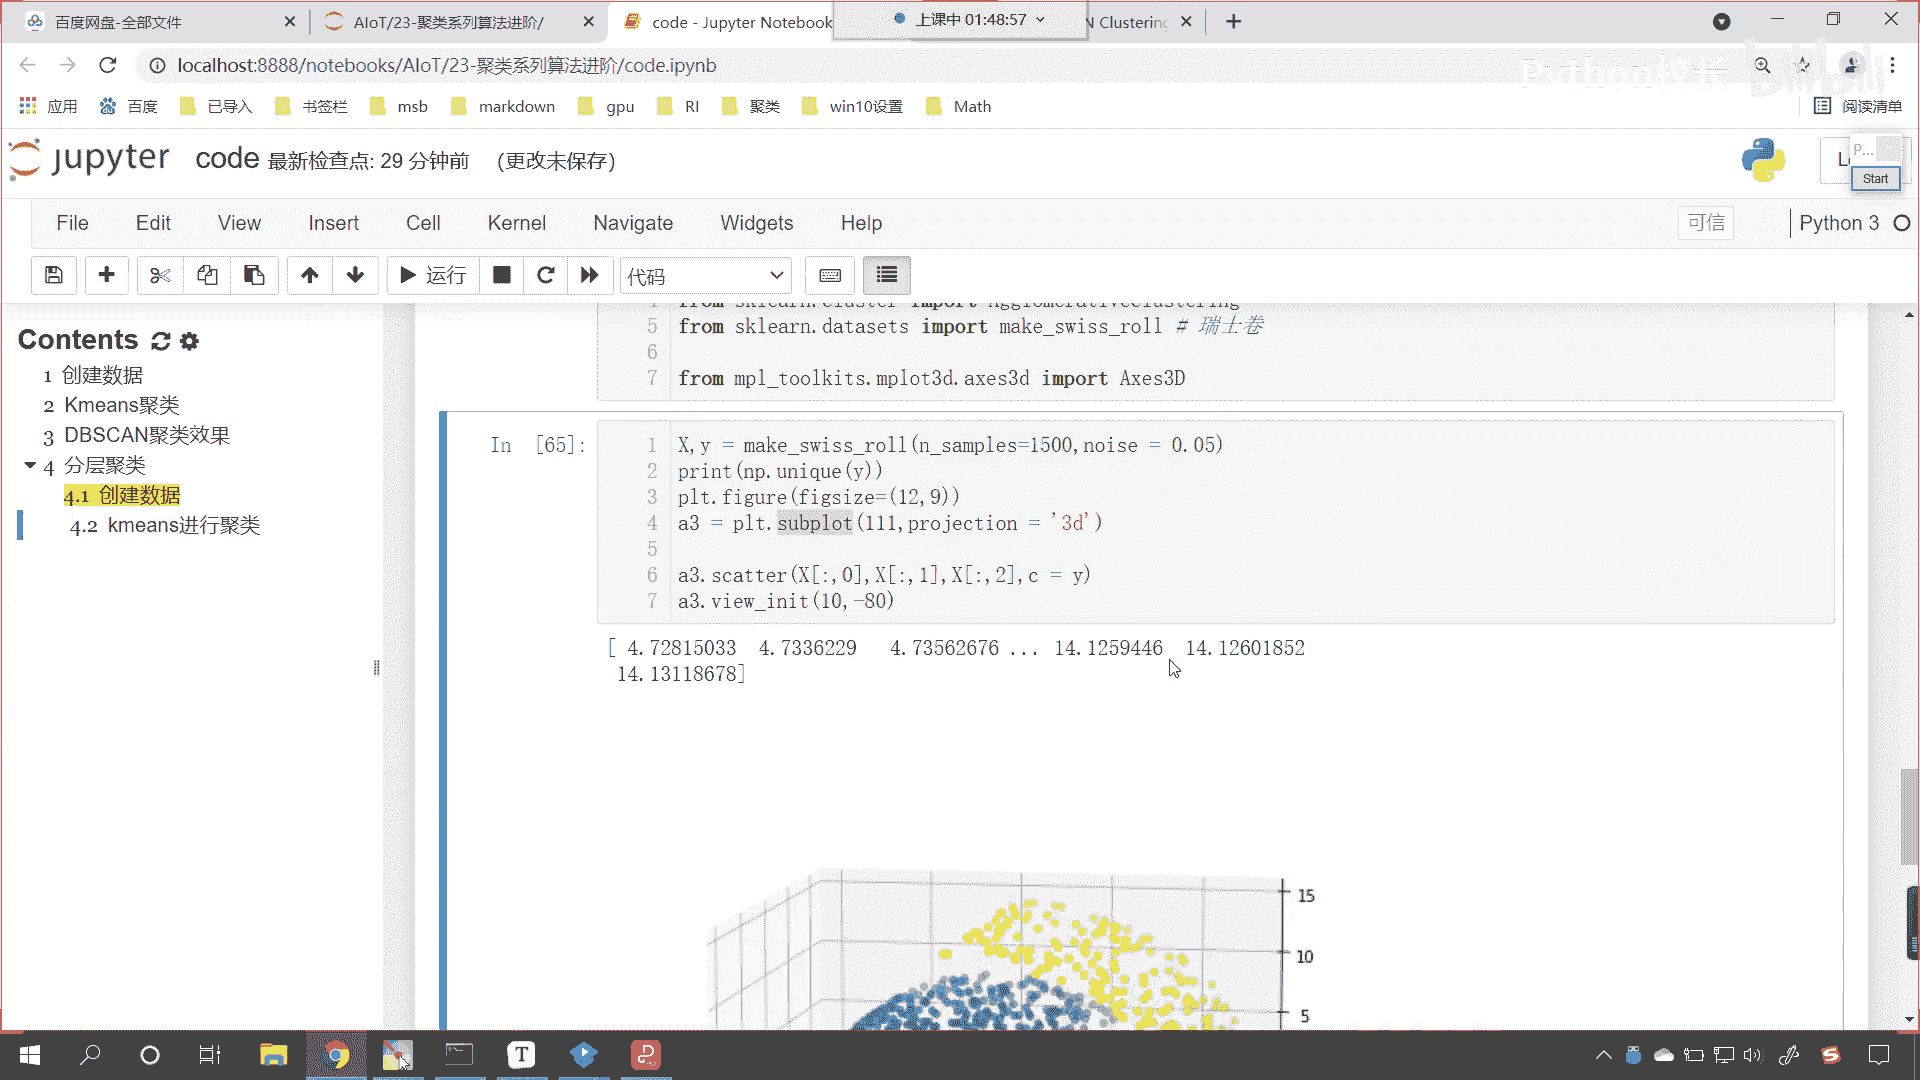 百度网盘-全部文件
AIoT/23-聚类系列算法进阶/
code - Jupyter Notebook
上课中 01:48:57
N Clustering
localhost:8888/notebooks/AIoT/23-聚类系列算法进阶/code.ipynb
Python校长
bilibili
应用
百度
已导入
书签栏
msb
markdown
gpu
RI
聚类
win10设置
Math
阅读清单
jupyter
code 最新检查点: 29 分钟前 (更改未保存)
P...
Start
File
Edit
View
Insert
Cell
Kernel
Navigate
Widgets
Help
可信
Python 3
运行
代码
Contents
1 创建数据
2 Kmeans聚类
3 DBSCAN聚类效果
4 分层聚类
4.1 创建数据
4.2 kmeans进行聚类
4 from sklearn.cluster import AgglomerativeClustering
5 from sklearn.datasets import make_swiss_roll # 瑞士卷
6
7 from mpl_toolkits.mplot3d.axes3d import Axes3D
In [65]:
1 X,y = make_swiss_roll(n_samples=1500,noise = 0.05)
2 print(np.unique(y))
3 plt.figure(figsize=(12,9))
4 a3 = plt.subplot(111,projection = '3d')
5
6 a3.scatter(X[:,0],X[:,1],X[:,2],c = y)
7 a3.view_init(10,-80)
[ 4.72815033 4.7336229 4.73562676 ... 14.1259446 14.12601852
14.13118678]
15
10
5